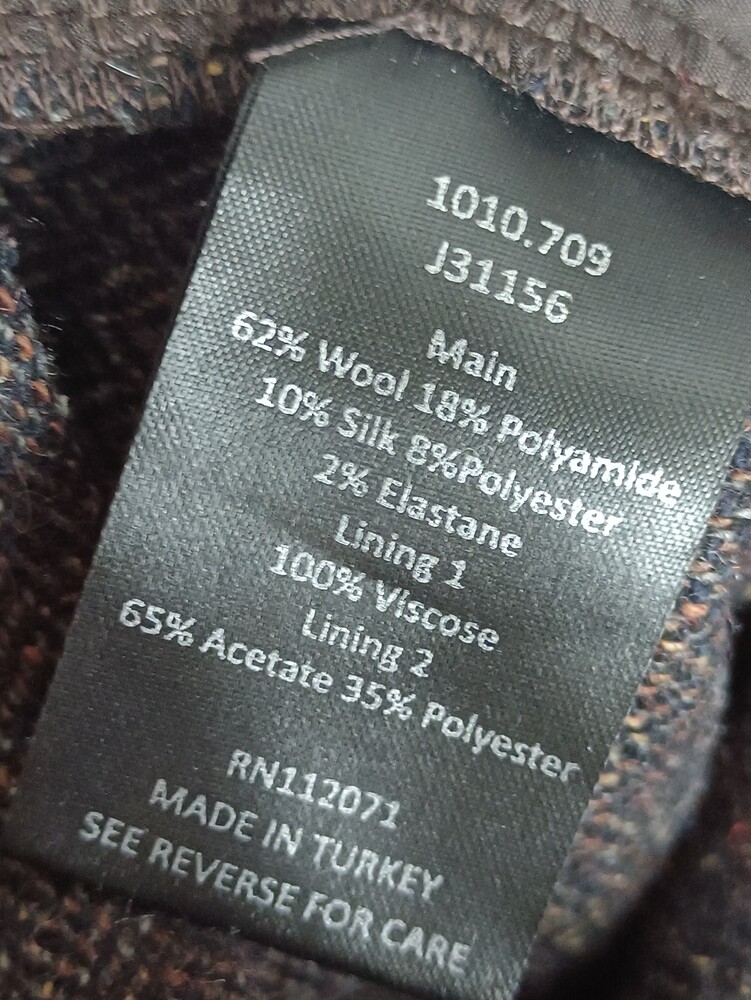 1010.709
J31156
Main
62% Wool 18% Polyamide
10% Silk 8%Polyester
2% Elastane
Lining 1
100% Viscose
Lining 2
65% Acetate 35% Polyester
RN112071
MADE IN TURKEY
SEE REVERSE FOR CARE